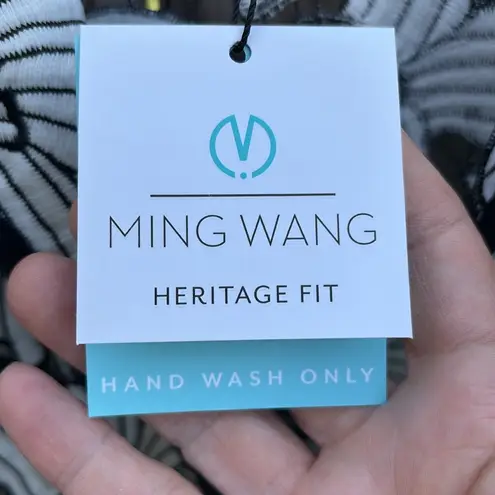 MING WANG
HERITAGE FIT
HAND WASH ONLY